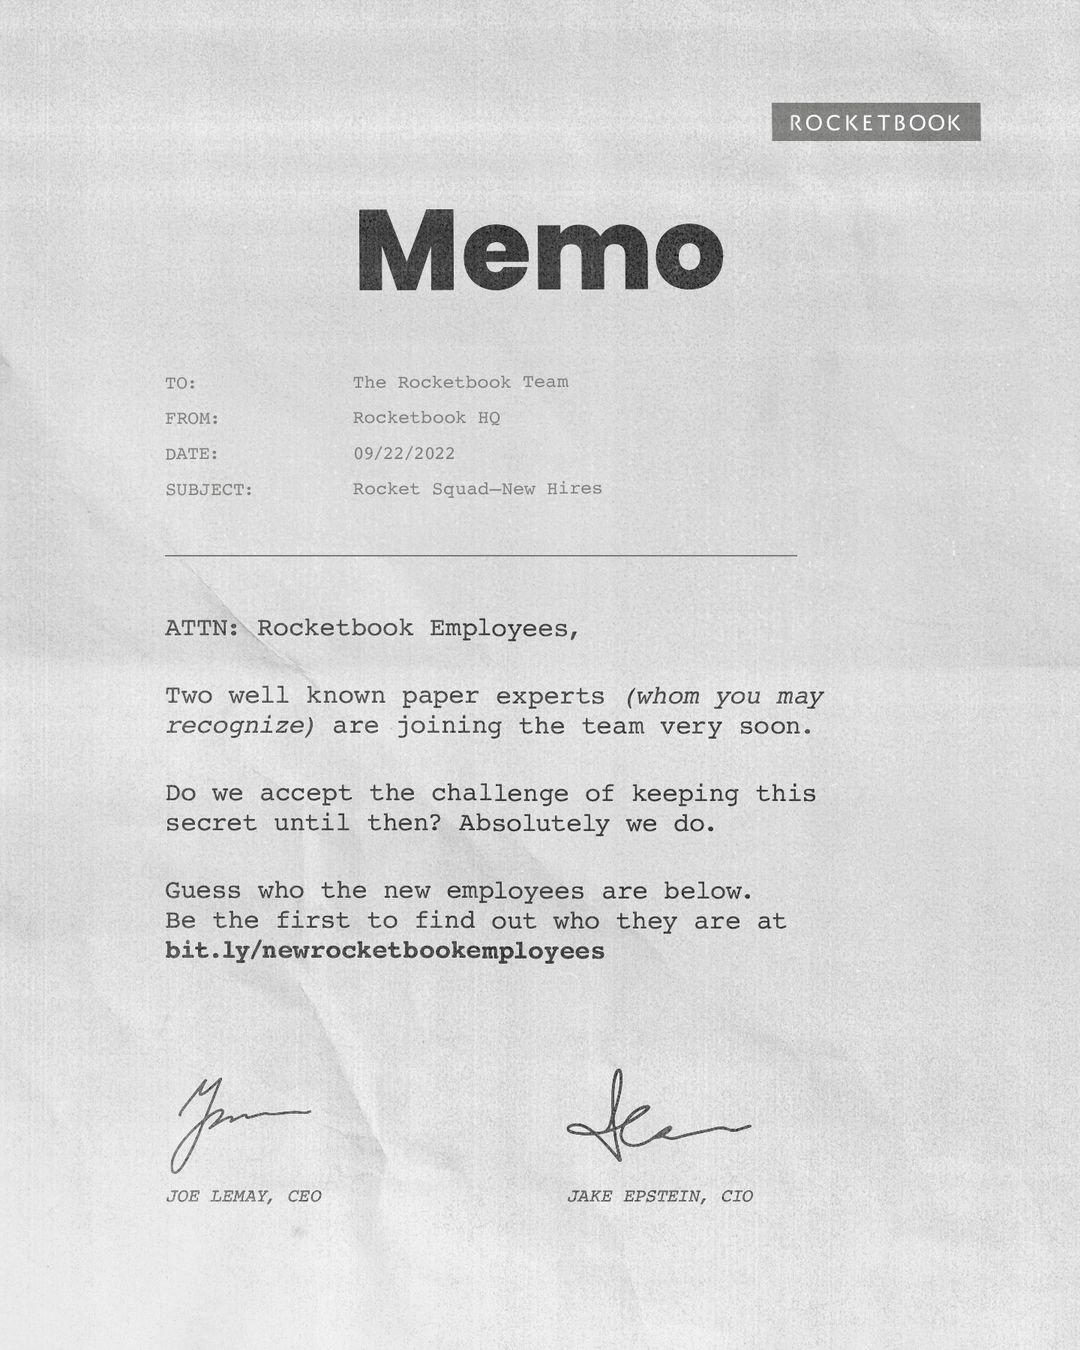 ROCKETBOOK
Memo
TO: The Rocketbook Team
FROM: Rocketbook HQ
DATE: 09/22/2022
SUBJECT: Rocket Squad—New Hires
ATTN: Rocketbook Employees,
Two well known paper experts (whom you may
recognize) are joining the team very soon.
Do we accept the challenge of keeping this
secret until then? Absolutely we do.
Guess who the new employees are below.
Be the first to find out who they are at
bit.ly/newrocketbookemployees
JOE LEMAY, CEO JAKE EPSTEIN, CIO